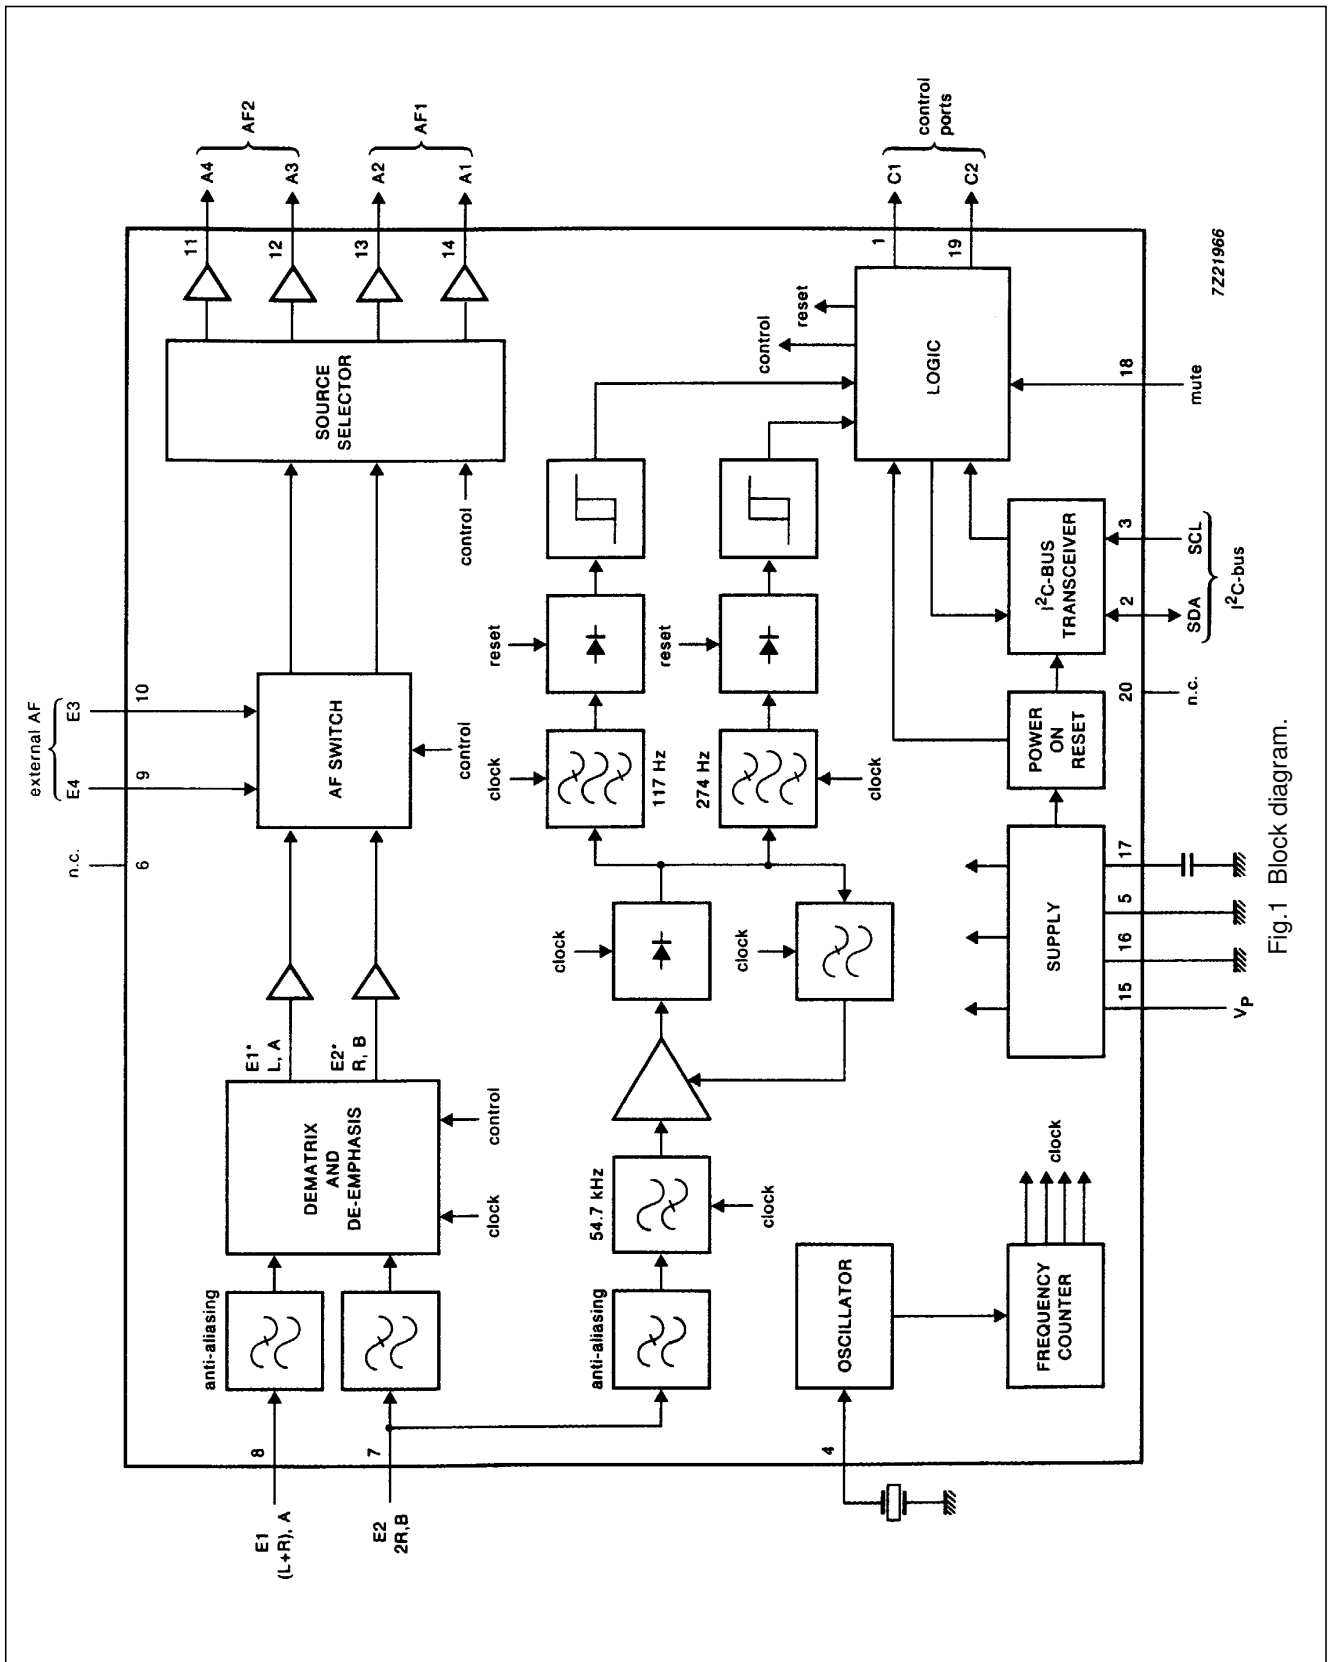 n.c.
6
external AF
E4
E3
9
10
E1
(L+R), A
8
anti-aliasing
E2
2R,B
7
DEMATRIX
AND
DE-EMPHASIS
clock
control
E1*
L, A
E2*
R, B
AF SWITCH
control
SOURCE
SELECTOR
control
11
A4
12
A3
AF2
13
A2
14
A1
AF1
anti-aliasing
54.7 kHz
clock
clock
clock
clock
117 Hz
reset
274 Hz
clock
reset
4
OSCILLATOR
FREQUENCY
COUNTER
clock
SUPPLY
15
VP
16
5
17
POWER
ON
RESET
20
n.c.
I2C-BUS
TRANSCEIVER
2
3
SDA
SCL
I2C-bus
LOGIC
control
reset
1
C1
19
C2
control
ports
18
mute
7Z21966
Fig.1 Block diagram.